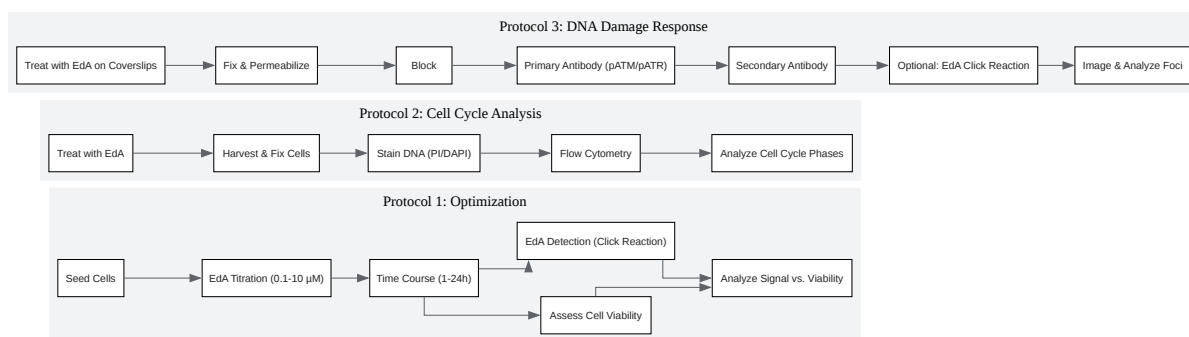 Protocol 3: DNA Damage Response
Treat with EdA on Coverslips
Fix & Permeabilize
Block
Primary Antibody (pATM/pATR)
Secondary Antibody
Optional: EdA Click Reaction
Image & Analyze Foci
Protocol 2: Cell Cycle Analysis
Treat with EdA
Harvest & Fix Cells
Stain DNA (PI/DAPI)
Flow Cytometry
Analyze Cell Cycle Phases
Protocol 1: Optimization
Seed Cells
EdA Titration (0.1-10 µM)
Time Course (1-24h)
EdA Detection (Click Reaction)
Assess Cell Viability
Analyze Signal vs. Viability